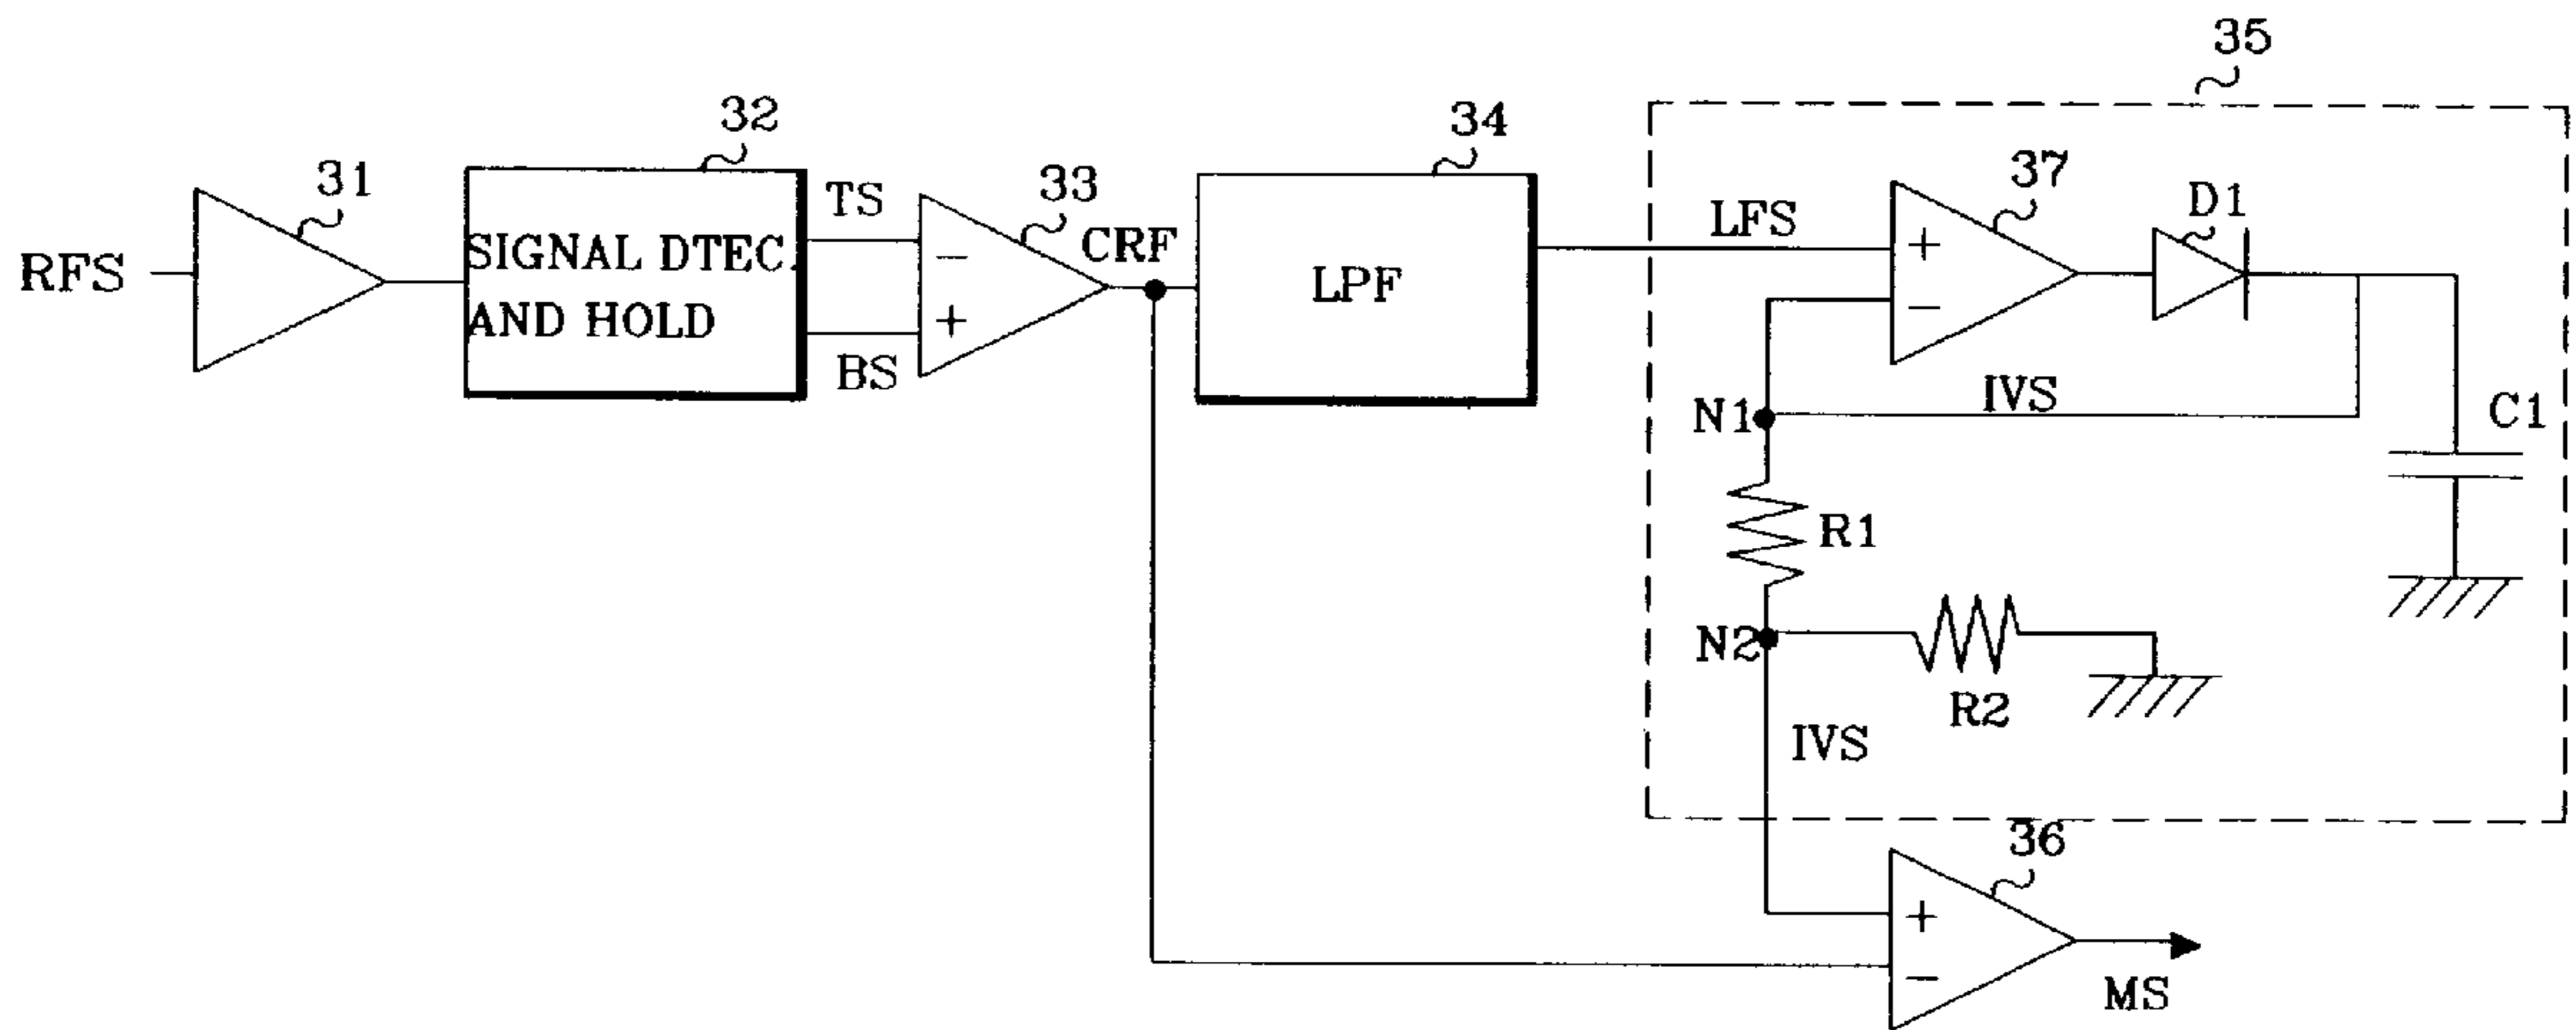 35
32
34
31
TS
33
37
D1
LFS
CRF
SIGNAL DTEC.
AND HOLD
+
−
−
+
LPF
RFS
BS
IVS
N1
C1
R1
N2
R2
IVS
36
+
−
MS